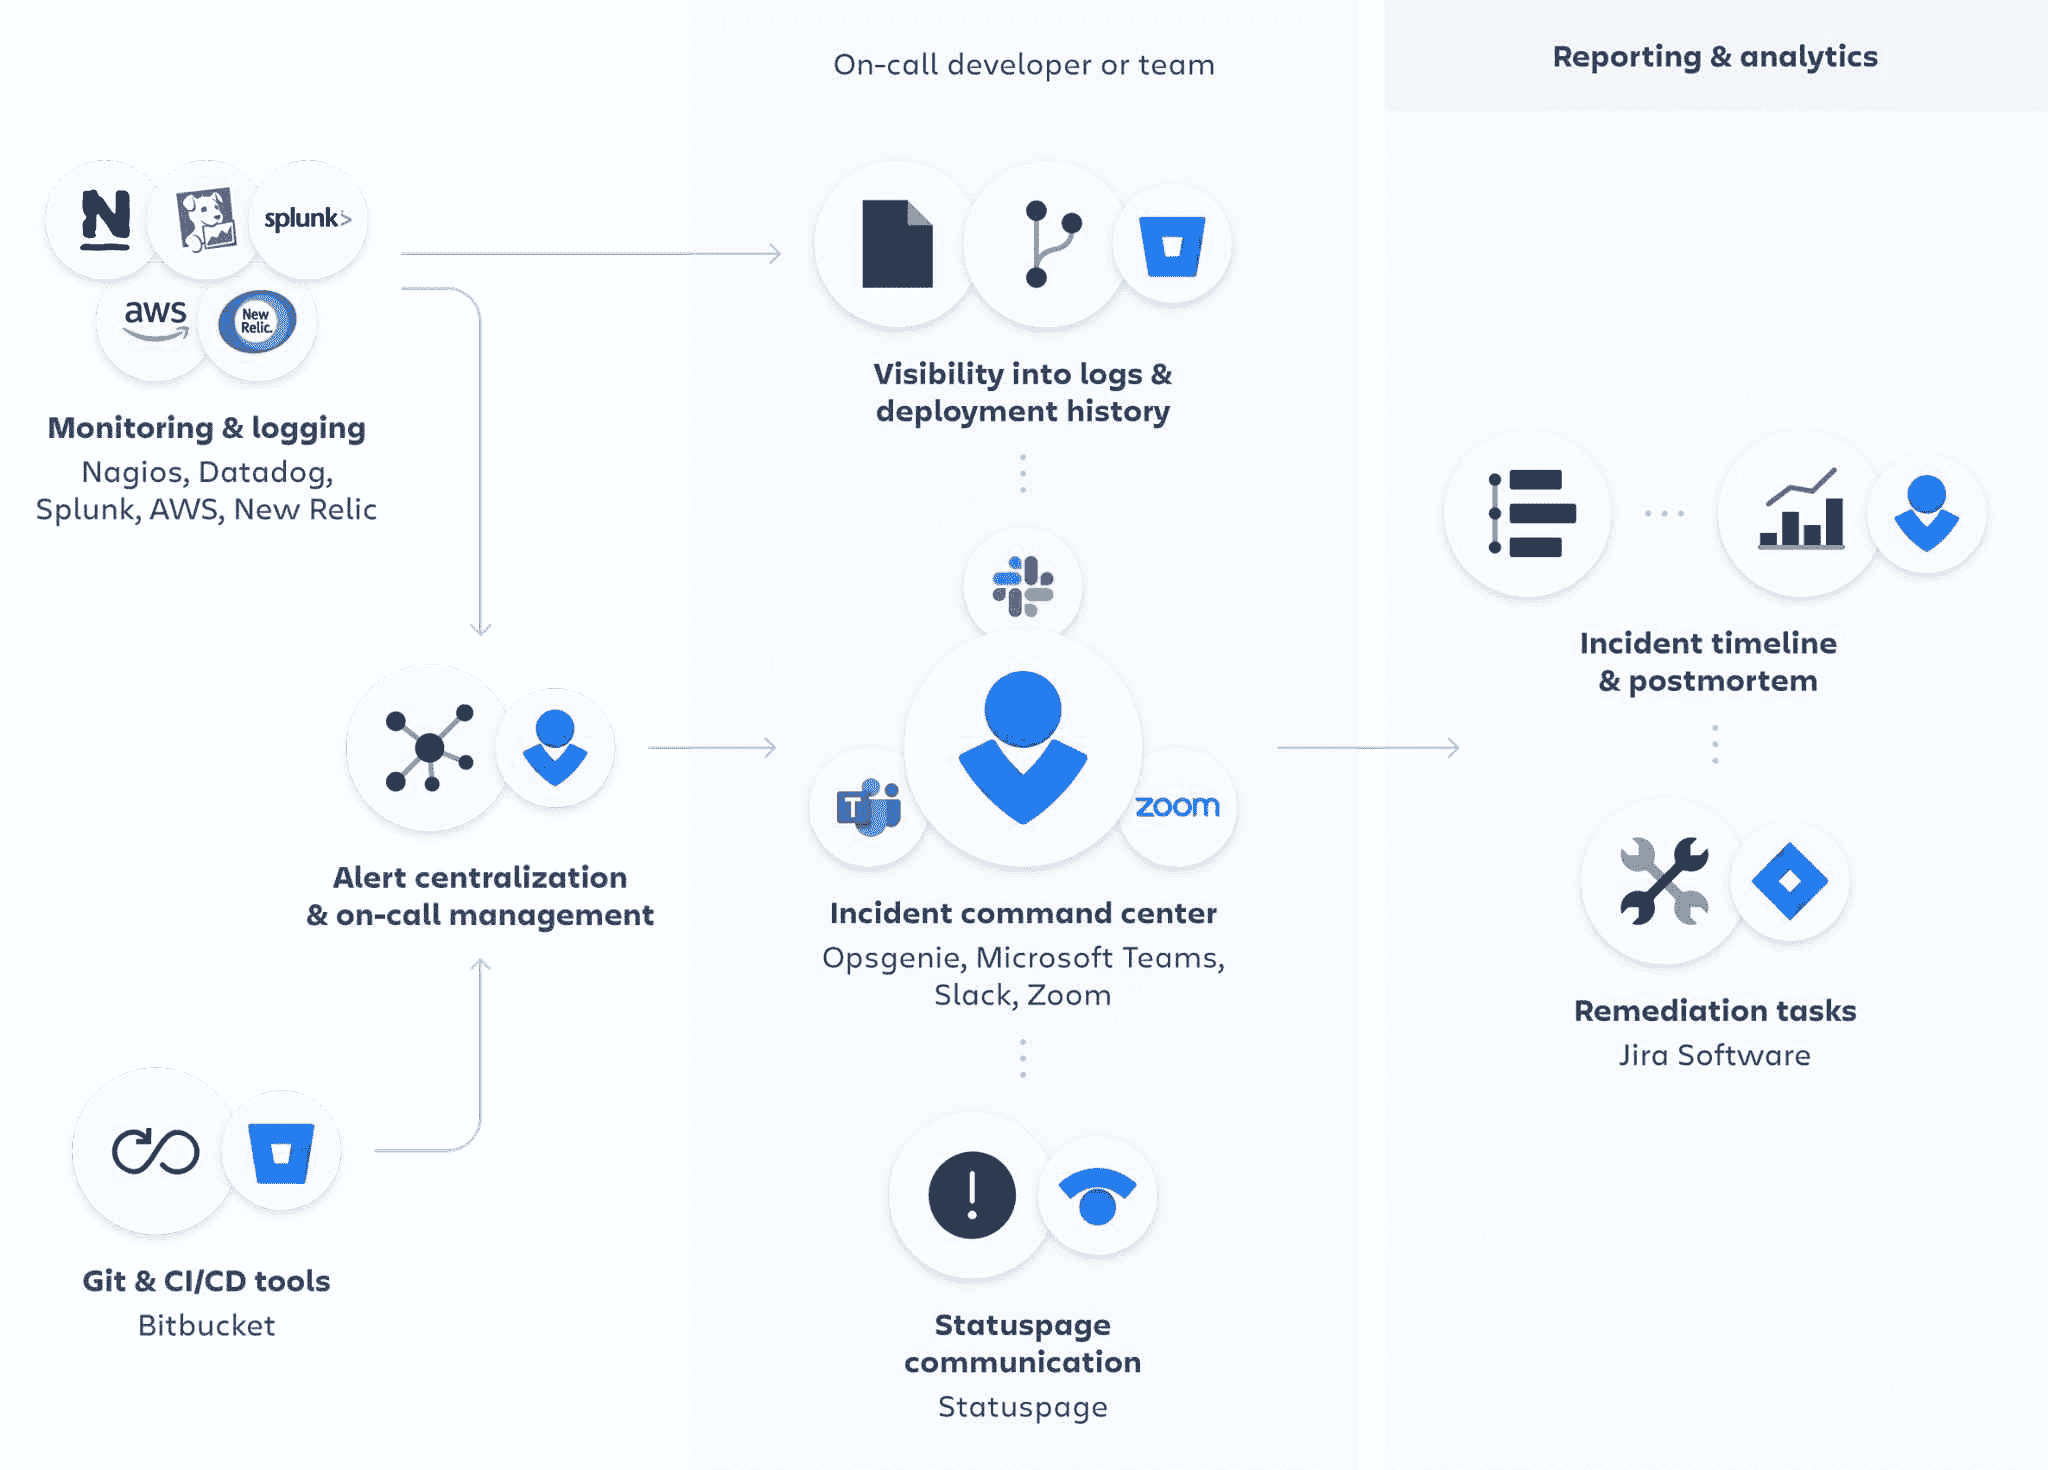 On-call developer or team
Reporting & analytics
splunk>
aws
New
Relic.
Monitoring & logging
Nagios, Datadog,
Splunk, AWS, New Relic
Visibility into logs &
deployment history
Incident timeline
& postmortem
Alert centralization
& on-call management
T
zoom
Incident command center
Opsgenie, Microsoft Teams,
Slack, Zoom
Remediation tasks
Jira Software
Git & CI/CD tools
Bitbucket
Statuspage
communication
Statuspage